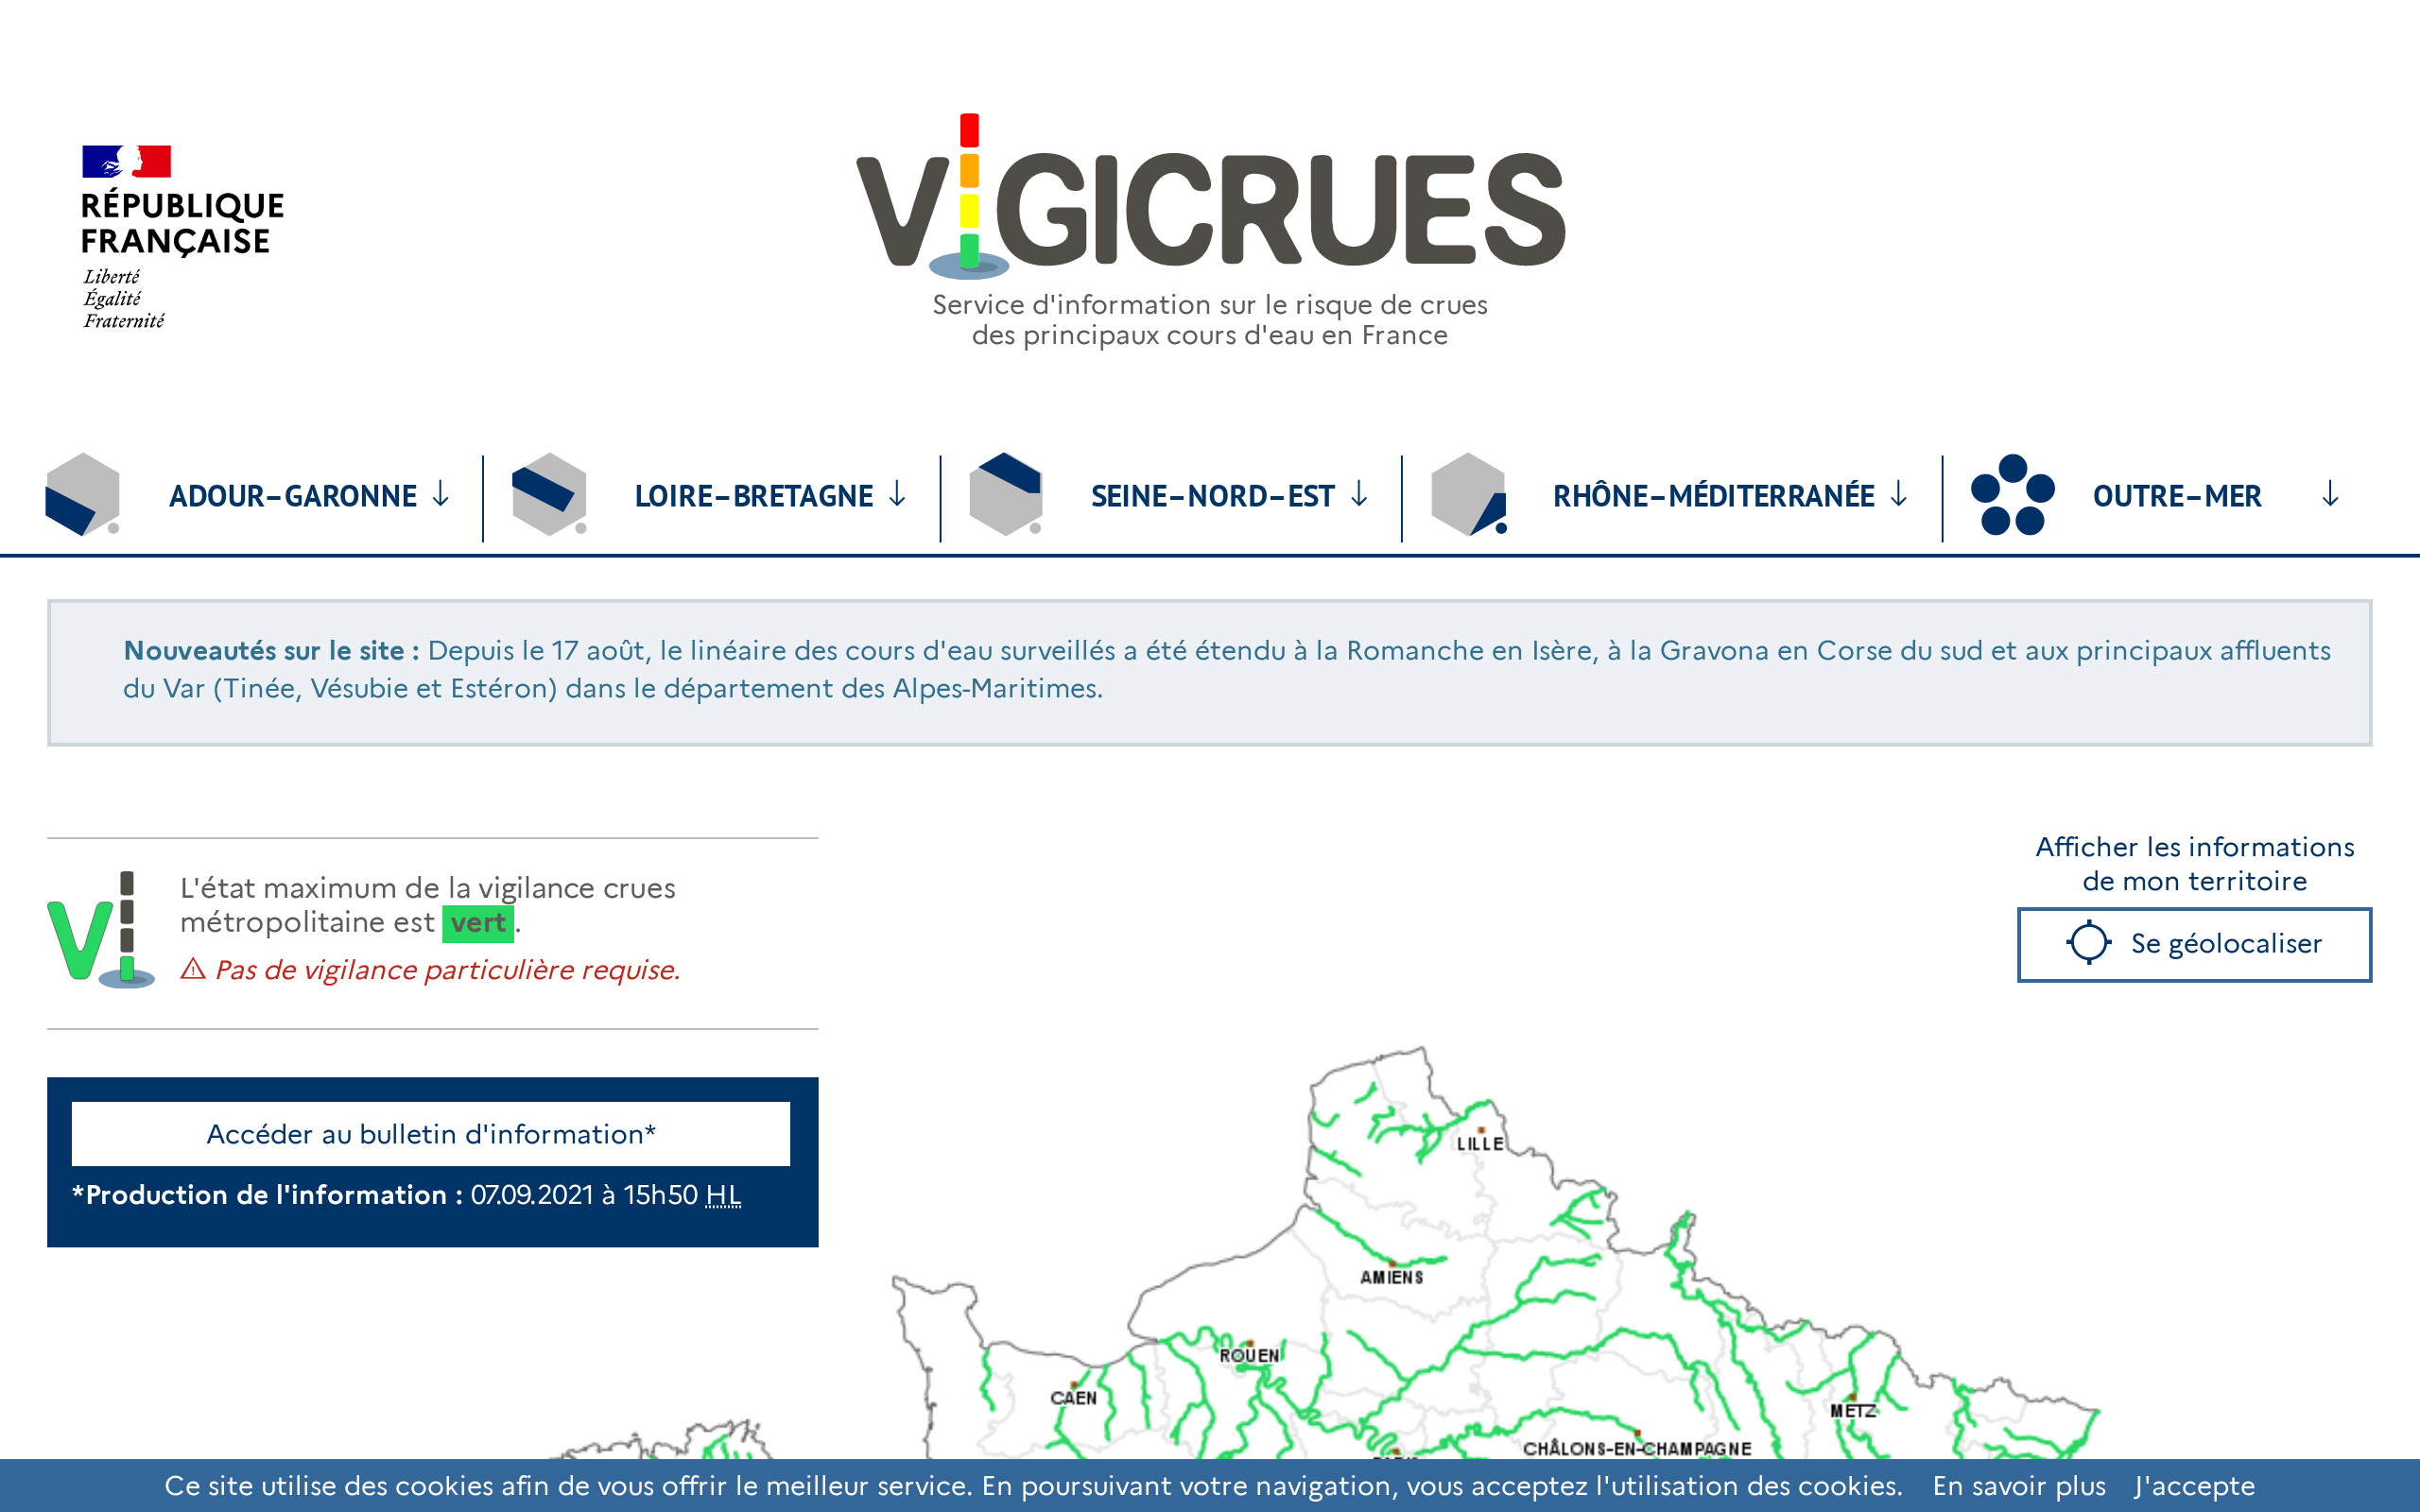 RÉPUBLIQUE
FRANÇAISE
Liberté
Égalité
Fraternité
VIGICRUES
Service d'information sur le risque de crues
des principaux cours d'eau en France
ADOUR-GARONNE ↓
LOIRE-BRETAGNE ↓
SEINE-NORD-EST ↓
RHÔNE-MÉDITERRANÉE ↓
OUTRE-MER ↓
Nouveautés sur le site : Depuis le 17 août, le linéaire des cours d'eau surveillés a été étendu à la Romanche en Isère, à la Gravona en Corse du sud et aux principaux affluents
du Var (Tinée, Vésubie et Estéron) dans le département des Alpes-Maritimes.
L'état maximum de la vigilance crues
métropolitaine est vert.
⚠ Pas de vigilance particulière requise.
Afficher les informations
de mon territoire
Se géolocaliser
Accéder au bulletin d'information*
*Production de l'information : 07.09.2021 à 15h50 HL
LILLE
AMIENS
ROUEN
CAEN
METZ
CHÂLONS-EN-CHAMPAGNE
Ce site utilise des cookies afin de vous offrir le meilleur service. En poursuivant votre navigation, vous acceptez l'utilisation des cookies. En savoir plus J'accepte